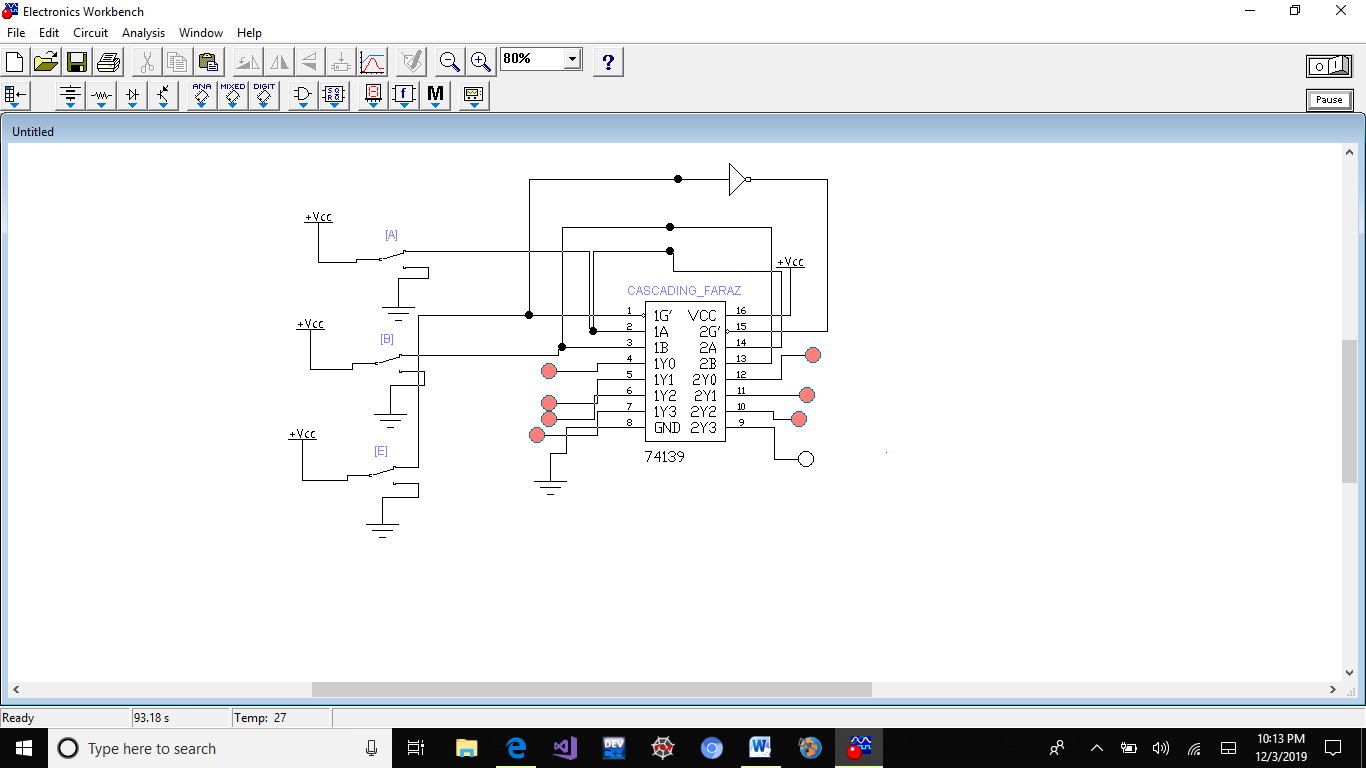 Electronics Workbench
File Edit Circuit Analysis Window Help
80%
?
O I
ANA
MIXED
DIGIT
f
M
Pause
Untitled
+Vcc
[A]
+Vcc
CASCADING_FARAZ
1 1G' VCC 16
2 1A 2G' 15
3 1B 2A 14
4 1Y0 2B 13
5 1Y1 2Y0 12
6 1Y2 2Y1 11
7 1Y3 2Y2 10
8 GND 2Y3 9
74139
+Vcc
[B]
+Vcc
[E]
Ready
93.18 s
Temp: 27
Type here to search
DEV
W
10:13 PM
12/3/2019